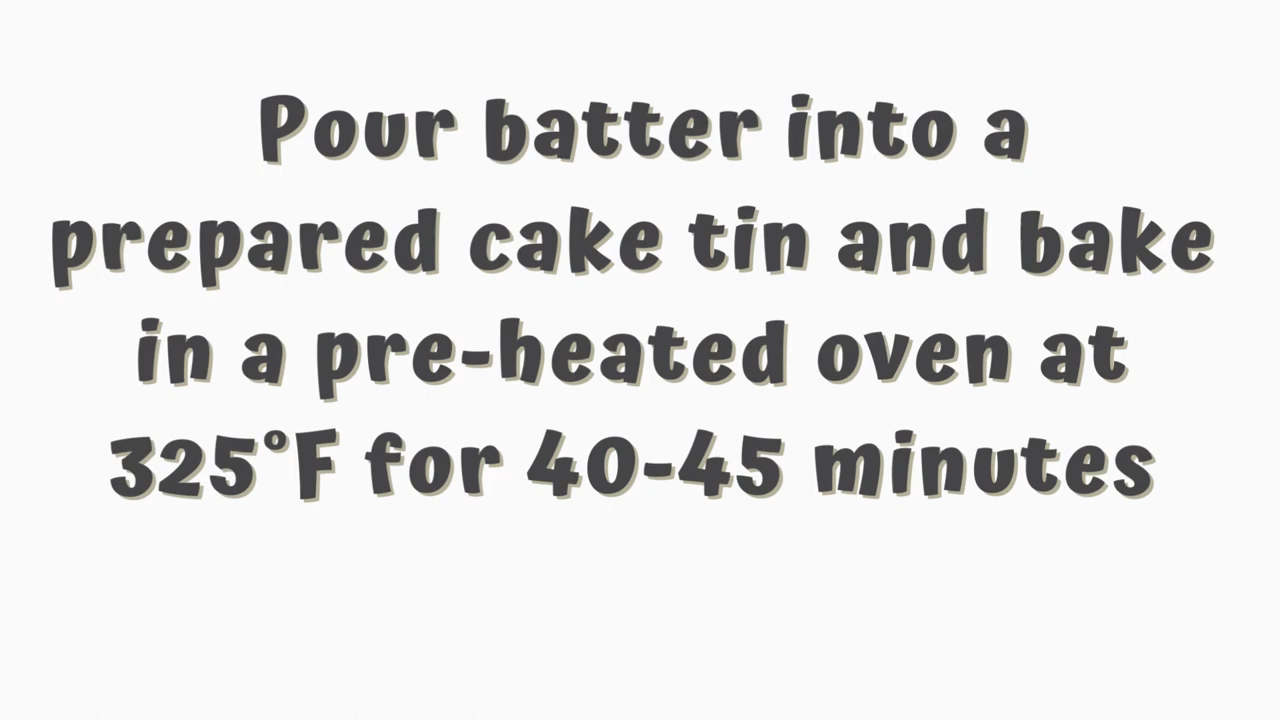 Pour batter into a
prepared cake tin and bake
in a pre-heated oven at
325°F for 40-45 minutes